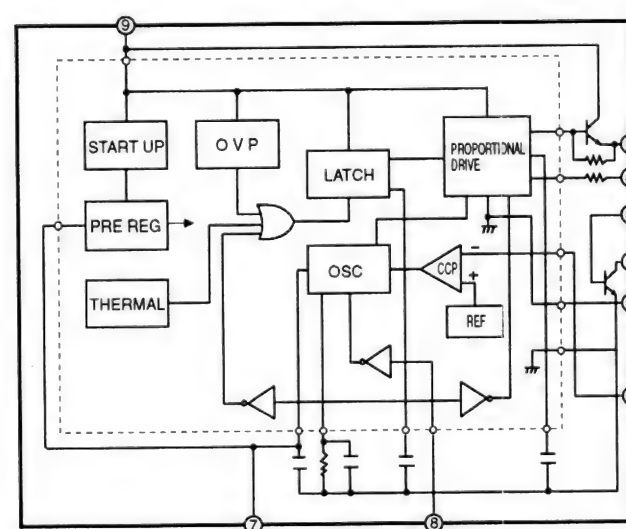 9
START UP
O V P
LATCH
PROPORTIONAL
DRIVE
PRE REG
THERMAL
OSC
CCP
−
+
REF
7
8